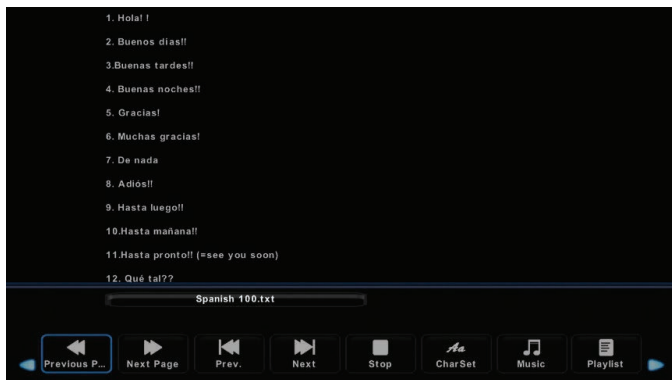 1. Hola! !
2. Buenos dias!!
3.Buenas tardes!!
4. Buenas noches!!
5. Gracias!
6. Muchas gracias!
7. De nada
8. Adiós!!
9. Hasta luego!!
10.Hasta mañana!!
11.Hasta pronto!! (=see you soon)
12. Qué tal??
Spanish 100.txt
Previous P... Next Page Prev. Next Stop Aa CharSet Music Playlist